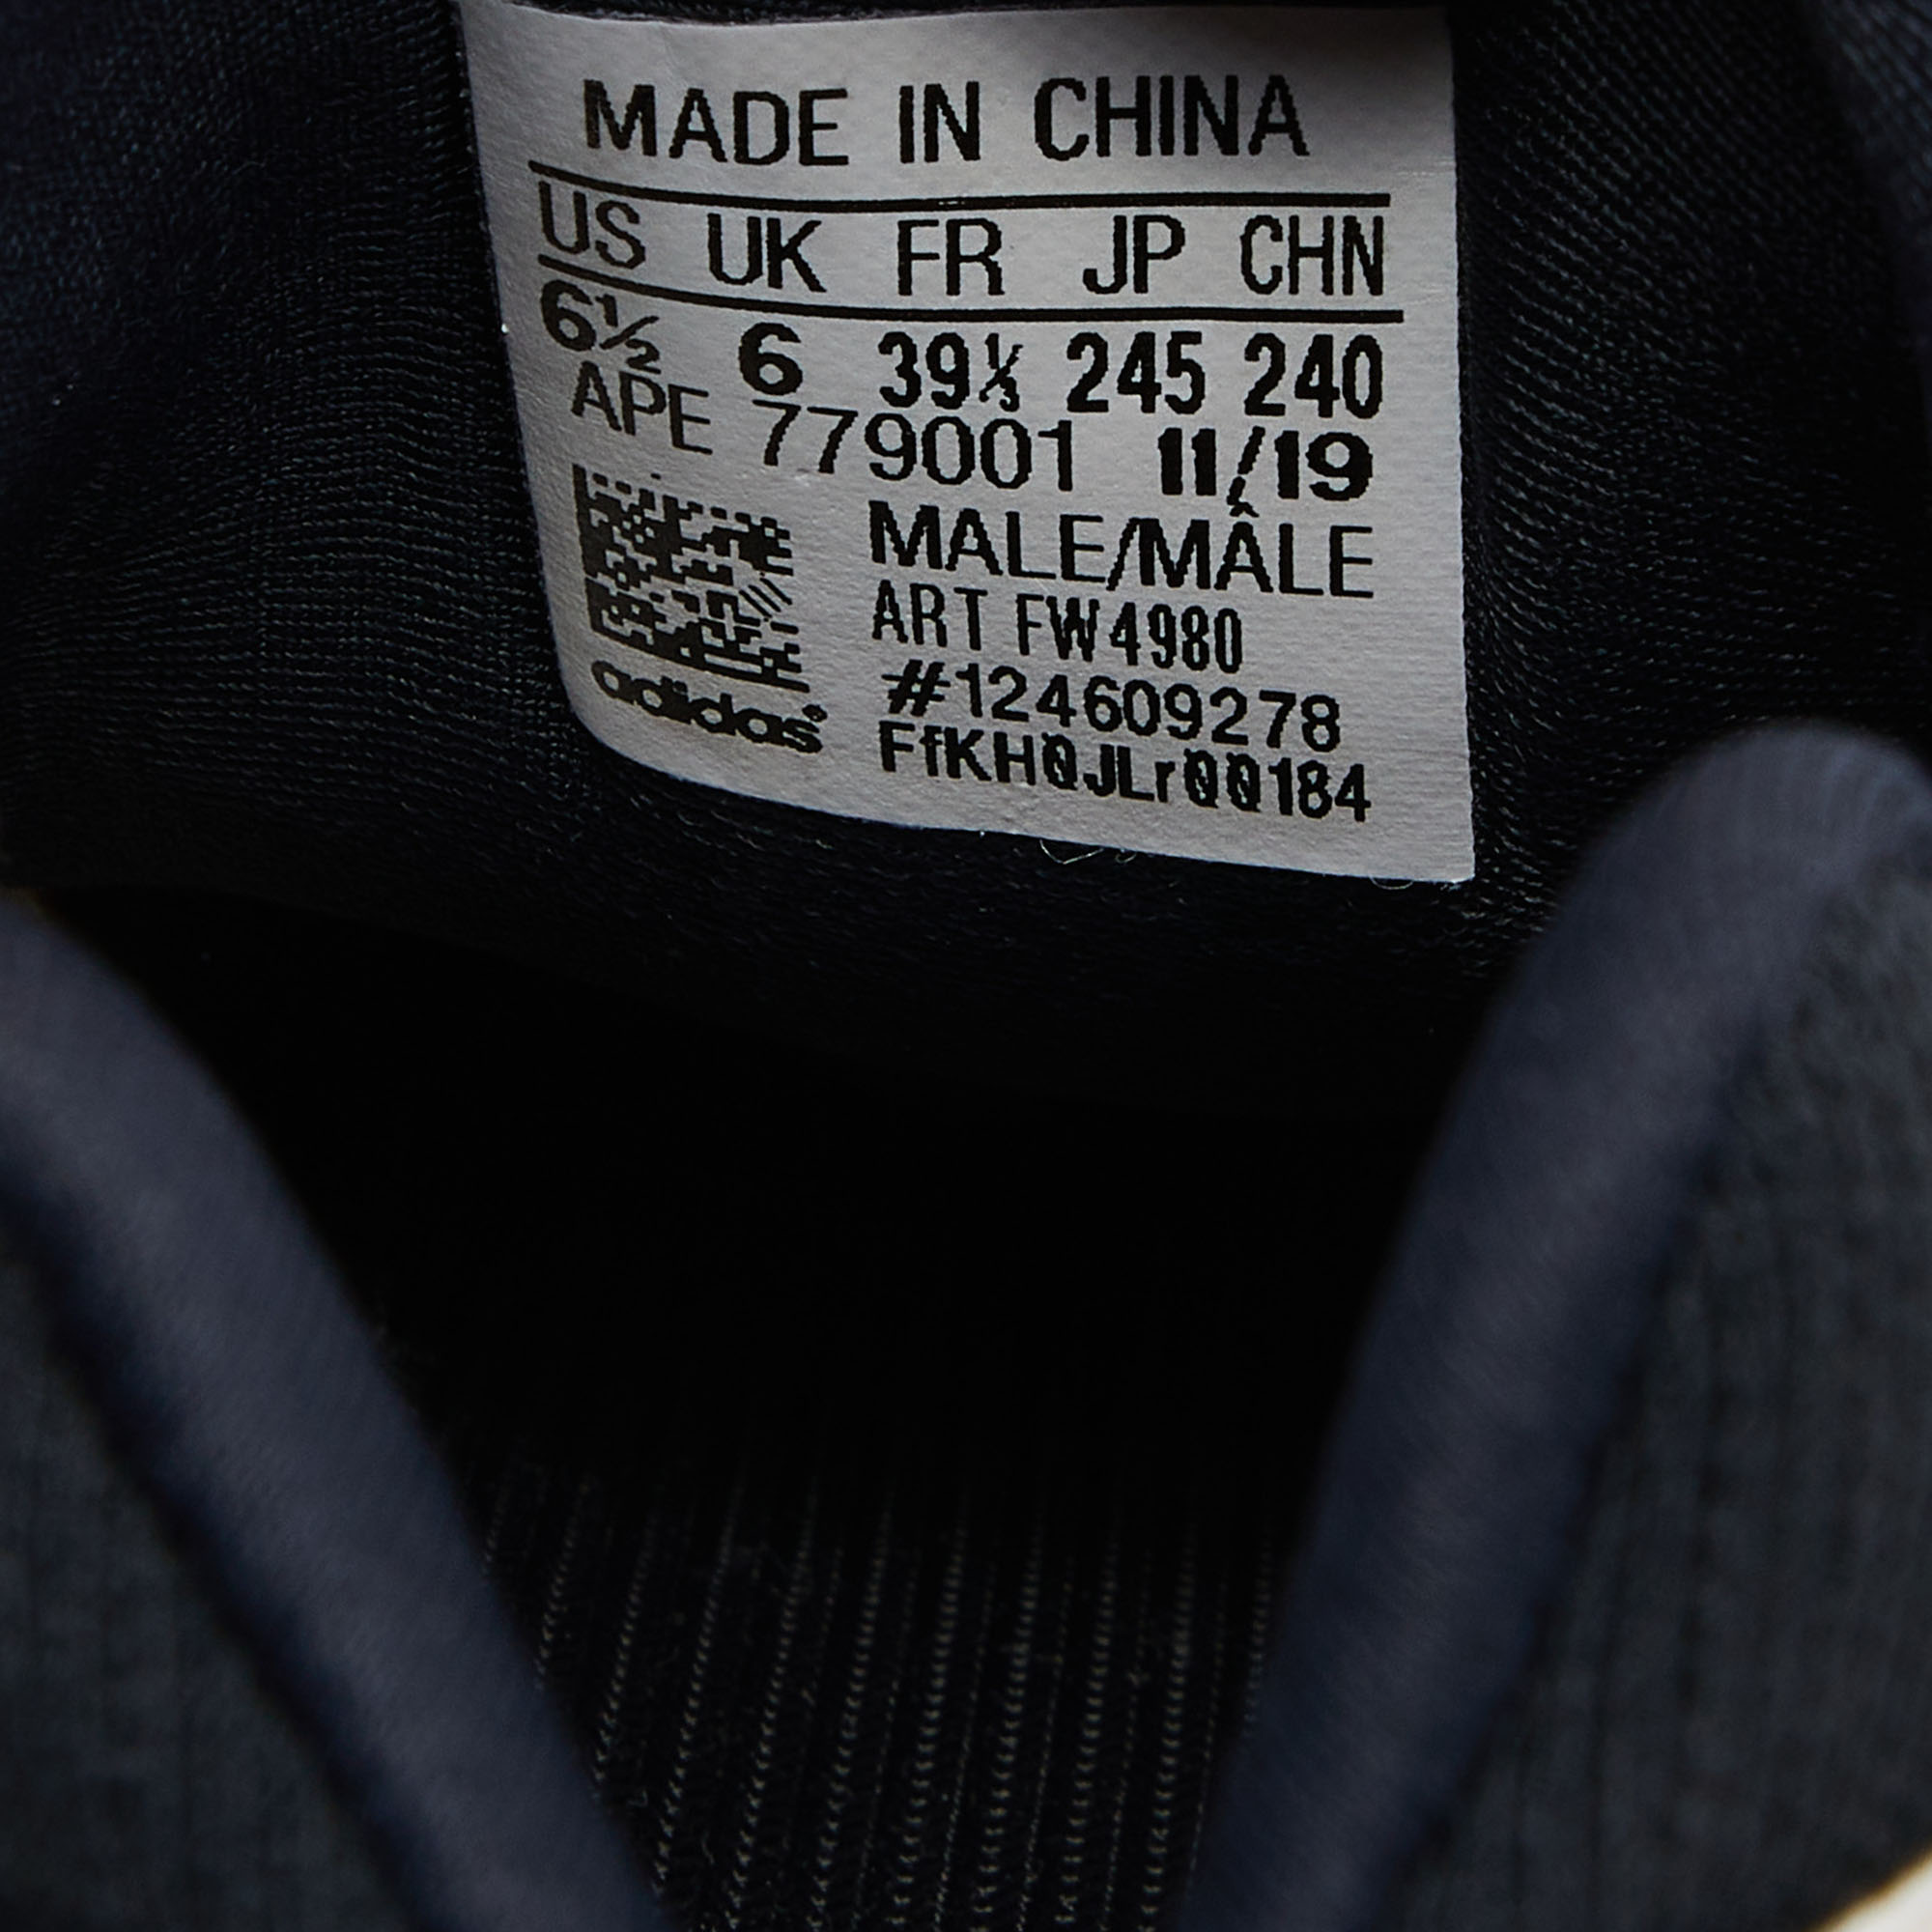 MADE IN CHINA
US UK FR JP CHN
6½ 6 39⅓ 245 240
APE 779001 11/19
MALE/MÂLE
ART FW4980
#124609278
adidas®
FfKH0JLr00184